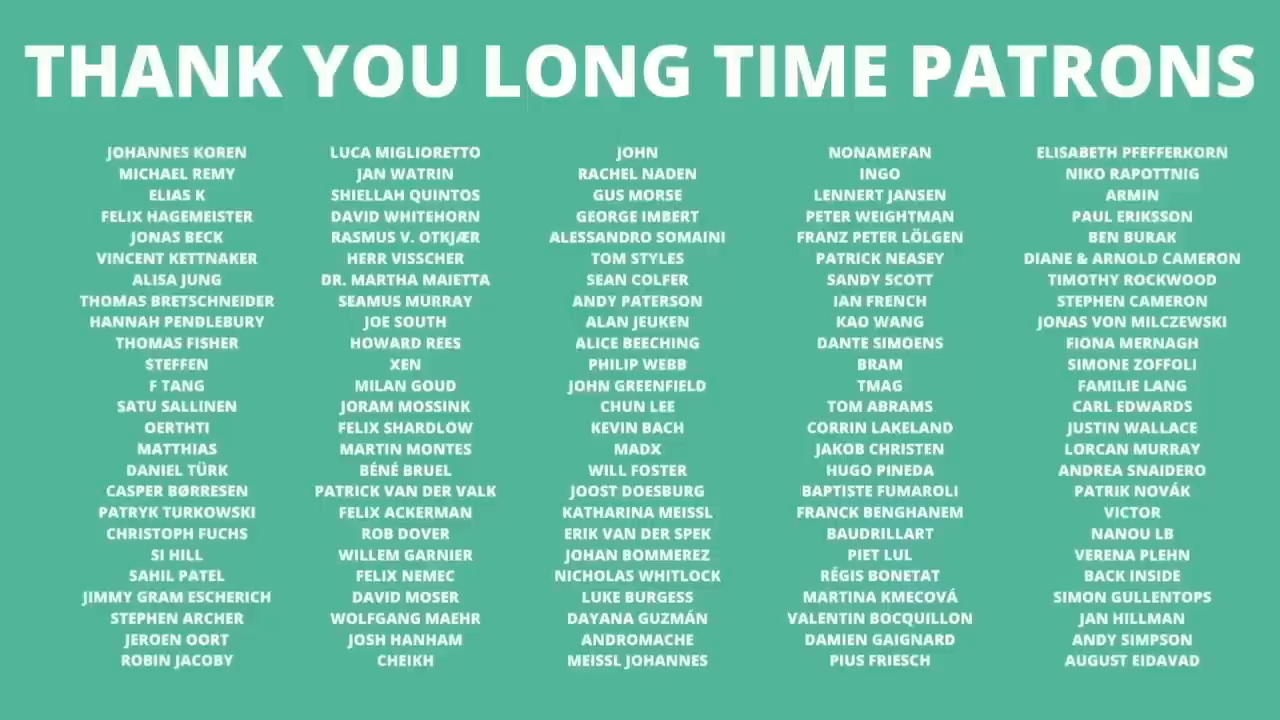 THANK YOU LONG TIME PATRONS
JOHANNES KOREN
MICHAEL REMY
ELIAS K
FELIX HAGEMEISTER
JONAS BECK
VINCENT KETTNAKER
ALISA JUNG
THOMAS BRETSCHNEIDER
HANNAH PENDLEBURY
THOMAS FISHER
STEFFEN
F TANG
SATU SALLINEN
OERTHTI
MATTHIAS
DANIEL TÜRK
CASPER BØRRESEN
PATRYK TURKOWSKI
CHRISTOPH FUCHS
SI HILL
SAHIL PATEL
JIMMY GRAM ESCHERICH
STEPHEN ARCHER
JEROEN OORT
ROBIN JACOBY
LUCA MIGLIORETTO
JAN WATRIN
SHIELLAH QUINTOS
DAVID WHITEHORN
RASMUS V. OTKJÆR
HERR VISSCHER
DR. MARTHA MAIETTA
SEAMUS MURRAY
JOE SOUTH
HOWARD REES
XEN
MILAN GOUD
JORAM MOSSINK
FELIX SHARDLOW
MARTIN MONTES
BÉNÉ BRUEL
PATRICK VAN DER VALK
FELIX ACKERMAN
ROB DOVER
WILLEM GARNIER
FELIX NEMEC
DAVID MOSER
WOLFGANG MAEHR
JOSH HANHAM
CHEIKH
JOHN
RACHEL NADEN
GUS MORSE
GEORGE IMBERT
ALESSANDRO SOMAINI
TOM STYLES
SEAN COLFER
ANDY PATERSON
ALAN JEUKEN
ALICE BEECHING
PHILIP WEBB
JOHN GREENFIELD
CHUN LEE
KEVIN BACH
MADX
WILL FOSTER
JOOST DOESBURG
KATHARINA MEISSL
ERIK VAN DER SPEK
JOHAN BOMMEREZ
NICHOLAS WHITLOCK
LUKE BURGESS
DAYANA GUZMÁN
ANDROMACHE
MEISSL JOHANNES
NONAMEFAN
INGO
LENNERT JANSEN
PETER WEIGHTMAN
FRANZ PETER LÖLGEN
PATRICK NEASEY
SANDY SCOTT
IAN FRENCH
KAO WANG
DANTE SIMOENS
BRAM
TMAG
TOM ABRAMS
CORRIN LAKELAND
JAKOB CHRISTEN
HUGO PINEDA
BAPTISTE FUMAROLI
FRANCK BENGHANEM
BAUDRILLART
PIET LUL
RÉGIS BONETAT
MARTINA KMECOVÁ
VALENTIN BOCQUILLON
DAMIEN GAIGNARD
PIUS FRIESCH
ELISABETH PFEFFERKORN
NIKO RAPOTTNIG
ARMIN
PAUL ERIKSSON
BEN BURAK
DIANE & ARNOLD CAMERON
TIMOTHY ROCKWOOD
STEPHEN CAMERON
JONAS VON MILCZEWSKI
FIONA MERNAGH
SIMONE ZOFFOLI
FAMILIE LANG
CARL EDWARDS
JUSTIN WALLACE
LORCAN MURRAY
ANDREA SNAIDERO
PATRIK NOVÁK
VICTOR
NANOU LB
VERENA PLEHN
BACK INSIDE
SIMON GULLENTOPS
JAN HILLMAN
ANDY SIMPSON
AUGUST EIDAVAD